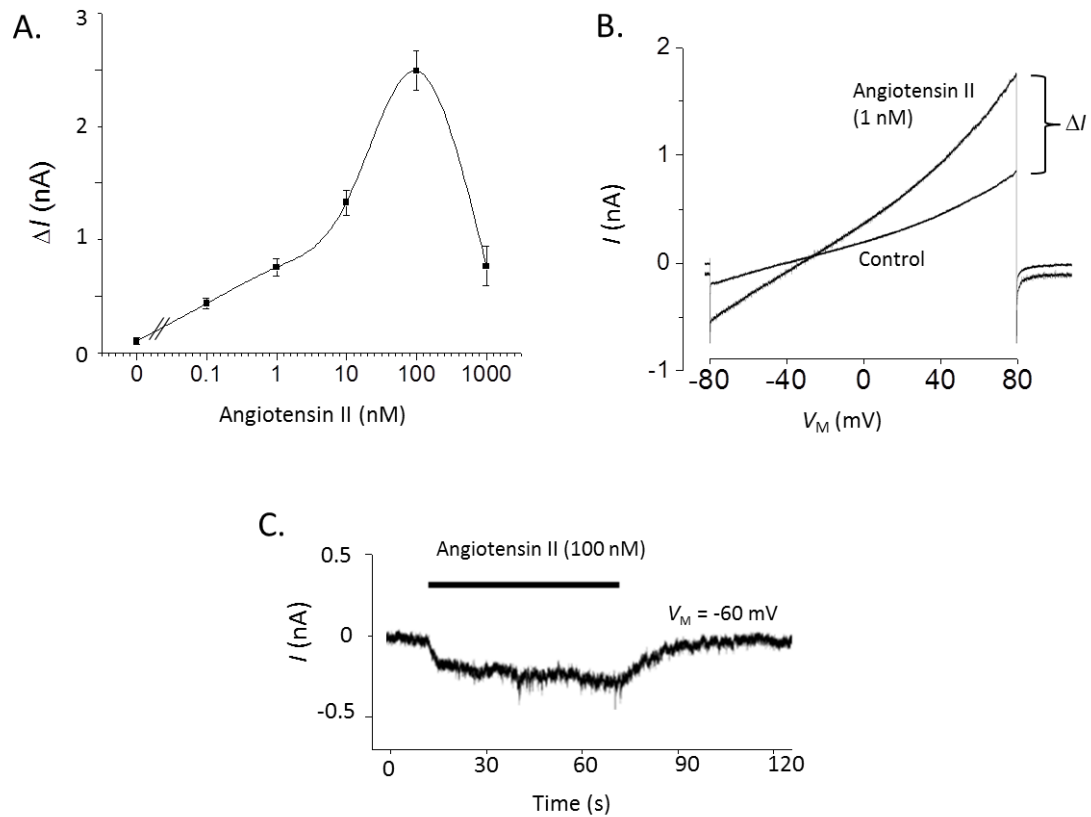 A.
3
2
1
0
ΔI (nA)
0 0.1 1 10 100 1000
Angiotensin II (nM)
B.
2
1
0
-1
I (nA)
Angiotensin II
(1 nM)
ΔI
Control
-80 -40 0 40 80
VM (mV)
C.
0.5
0
-0.5
I (nA)
Angiotensin II (100 nM)
VM = -60 mV
0 30 60 90 120
Time (s)